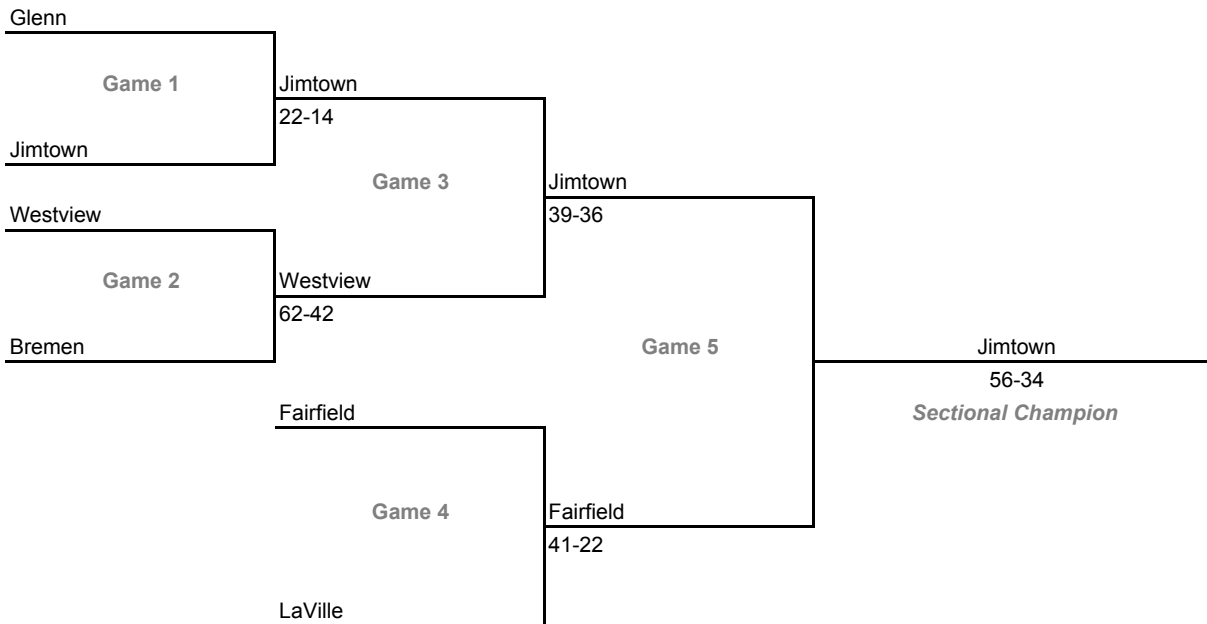 Glenn
Game 1
Jimtown
22-14
Jimtown
Game 3
Jimtown
39-36
Westview
Game 2
Westview
62-42
Bremen
Game 5
Jimtown
56-34
Sectional Champion
Fairfield
Game 4
Fairfield
41-22
LaVille